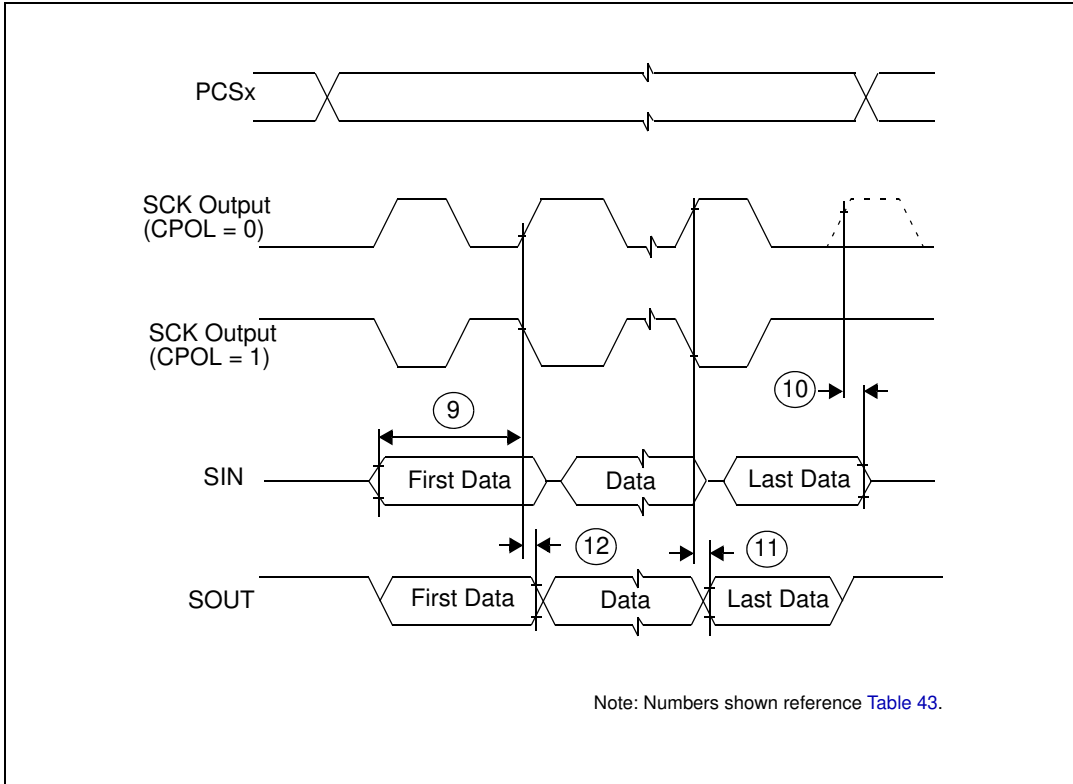 PCSx
SCK Output
(CPOL = 0)
SCK Output
(CPOL = 1)
10
9
SIN
First Data
Data
Last Data
12
11
SOUT
First Data
Data
Last Data
Note: Numbers shown reference Table 43.